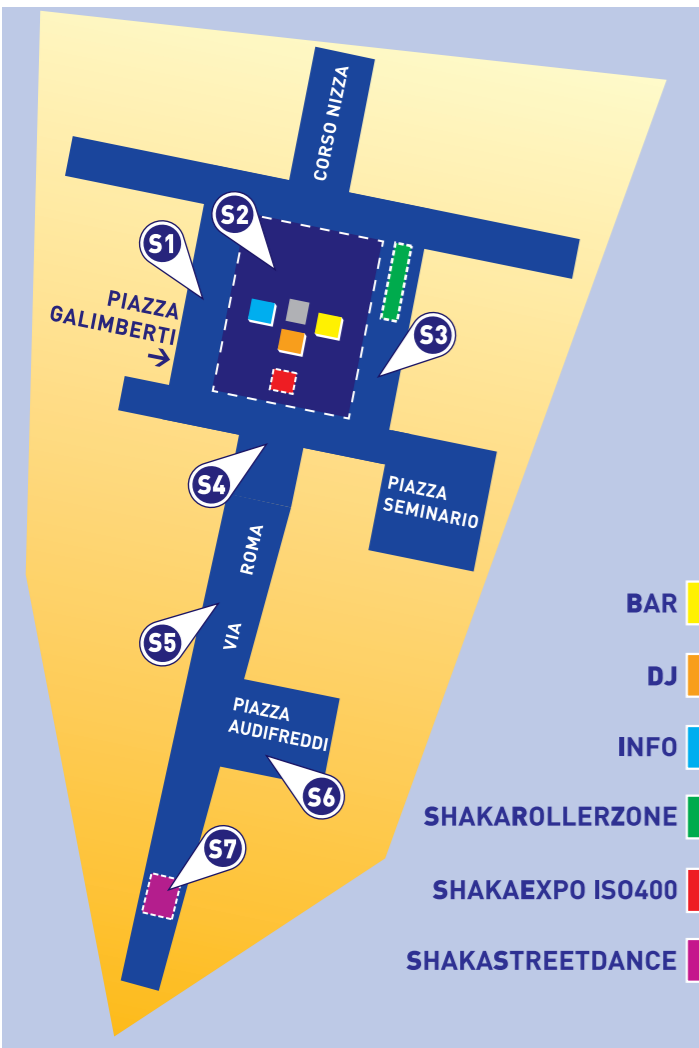 CORSO NIZZA
S2
S1
PIAZZA
GALIMBERTI
S3
S4
PIAZZA
SEMINARIO
VIA ROMA
S5
PIAZZA
AUDIFREDDI
S6
S7
BAR
DJ
INFO
SHAKAROLLERZONE
SHAKAEXPO ISO400
SHAKASTREETDANCE